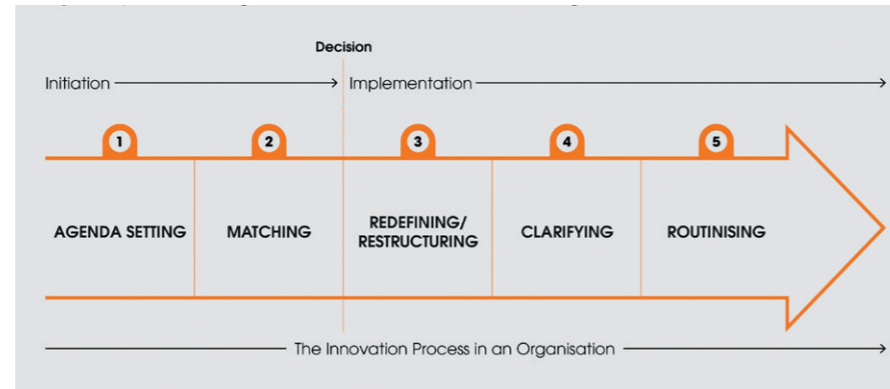 Decision
Initiation
Implementation
1
2
3
4
5
AGENDA SETTING
MATCHING
REDEFINING/
RESTRUCTURING
CLARIFYING
ROUTINISING
The Innovation Process in an Organisation